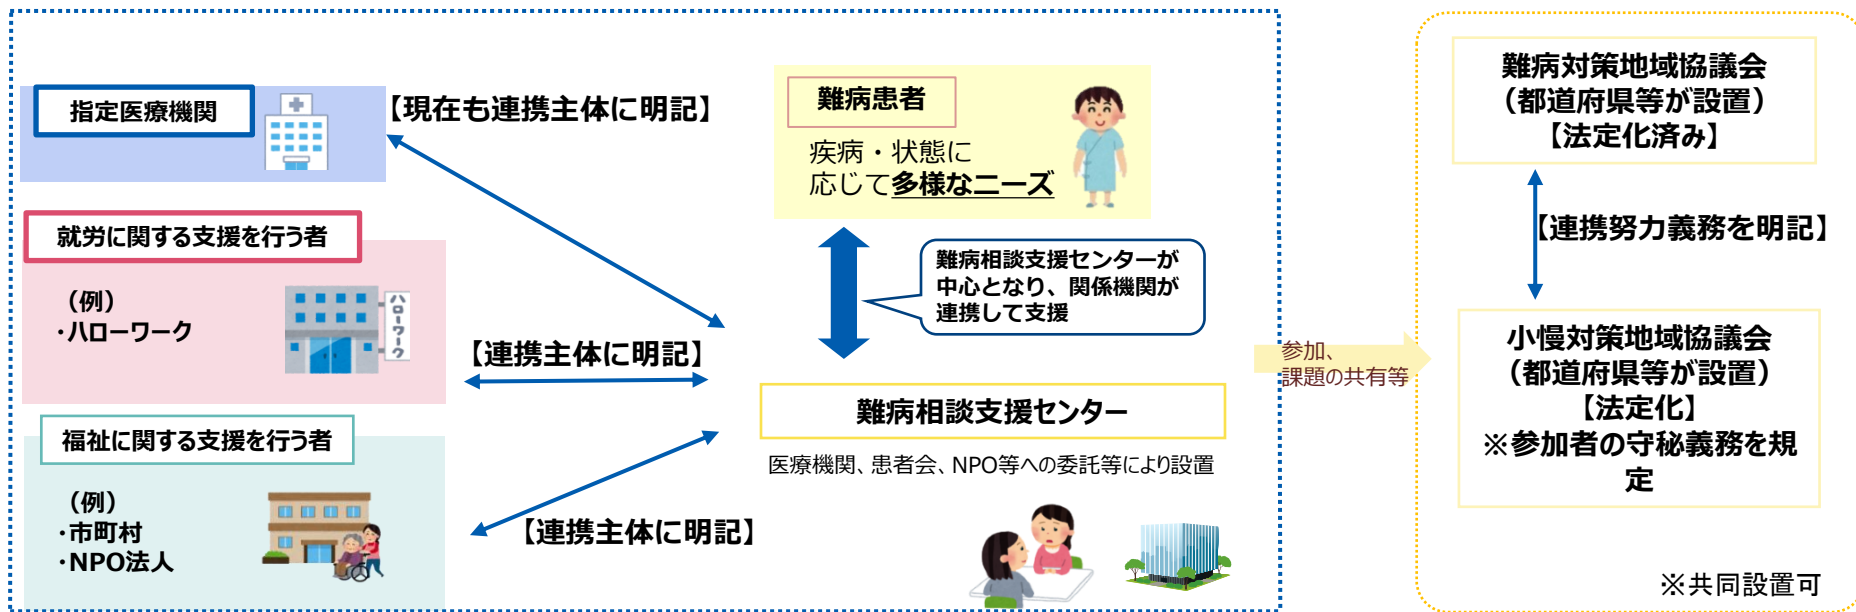 指定医療機関
【現在も連携主体に明記】
就労に関する支援を行う者
（例）
・ハローワーク
ハローワーク
【連携主体に明記】
福祉に関する支援を行う者
（例）
・市町村
・NPO法人
【連携主体に明記】
難病患者
疾病・状態に
応じて多様なニーズ
難病相談支援センターが
中心となり、関係機関が
連携して支援
難病相談支援センター
医療機関、患者会、NPO等への委託等により設置
参加、
課題の共有等
難病対策地域協議会
（都道府県等が設置）
【法定化済み】
【連携努力義務を明記】
小慢対策地域協議会
（都道府県等が設置）
【法定化】
※参加者の守秘義務を規
定
※共同設置可